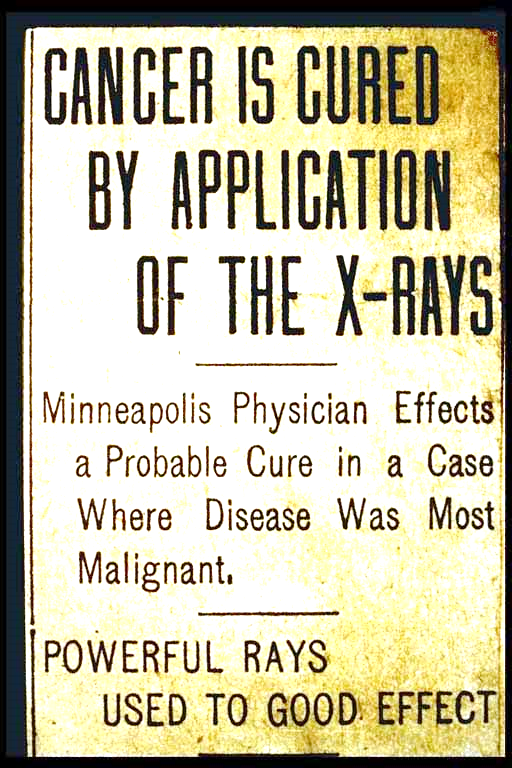 CANCER IS CURED
BY APPLICATION
OF THE X-RAYS
Minneapolis Physician Effects
a Probable Cure in a Case
Where Disease Was Most
Malignant.
POWERFUL RAYS
USED TO GOOD EFFECT